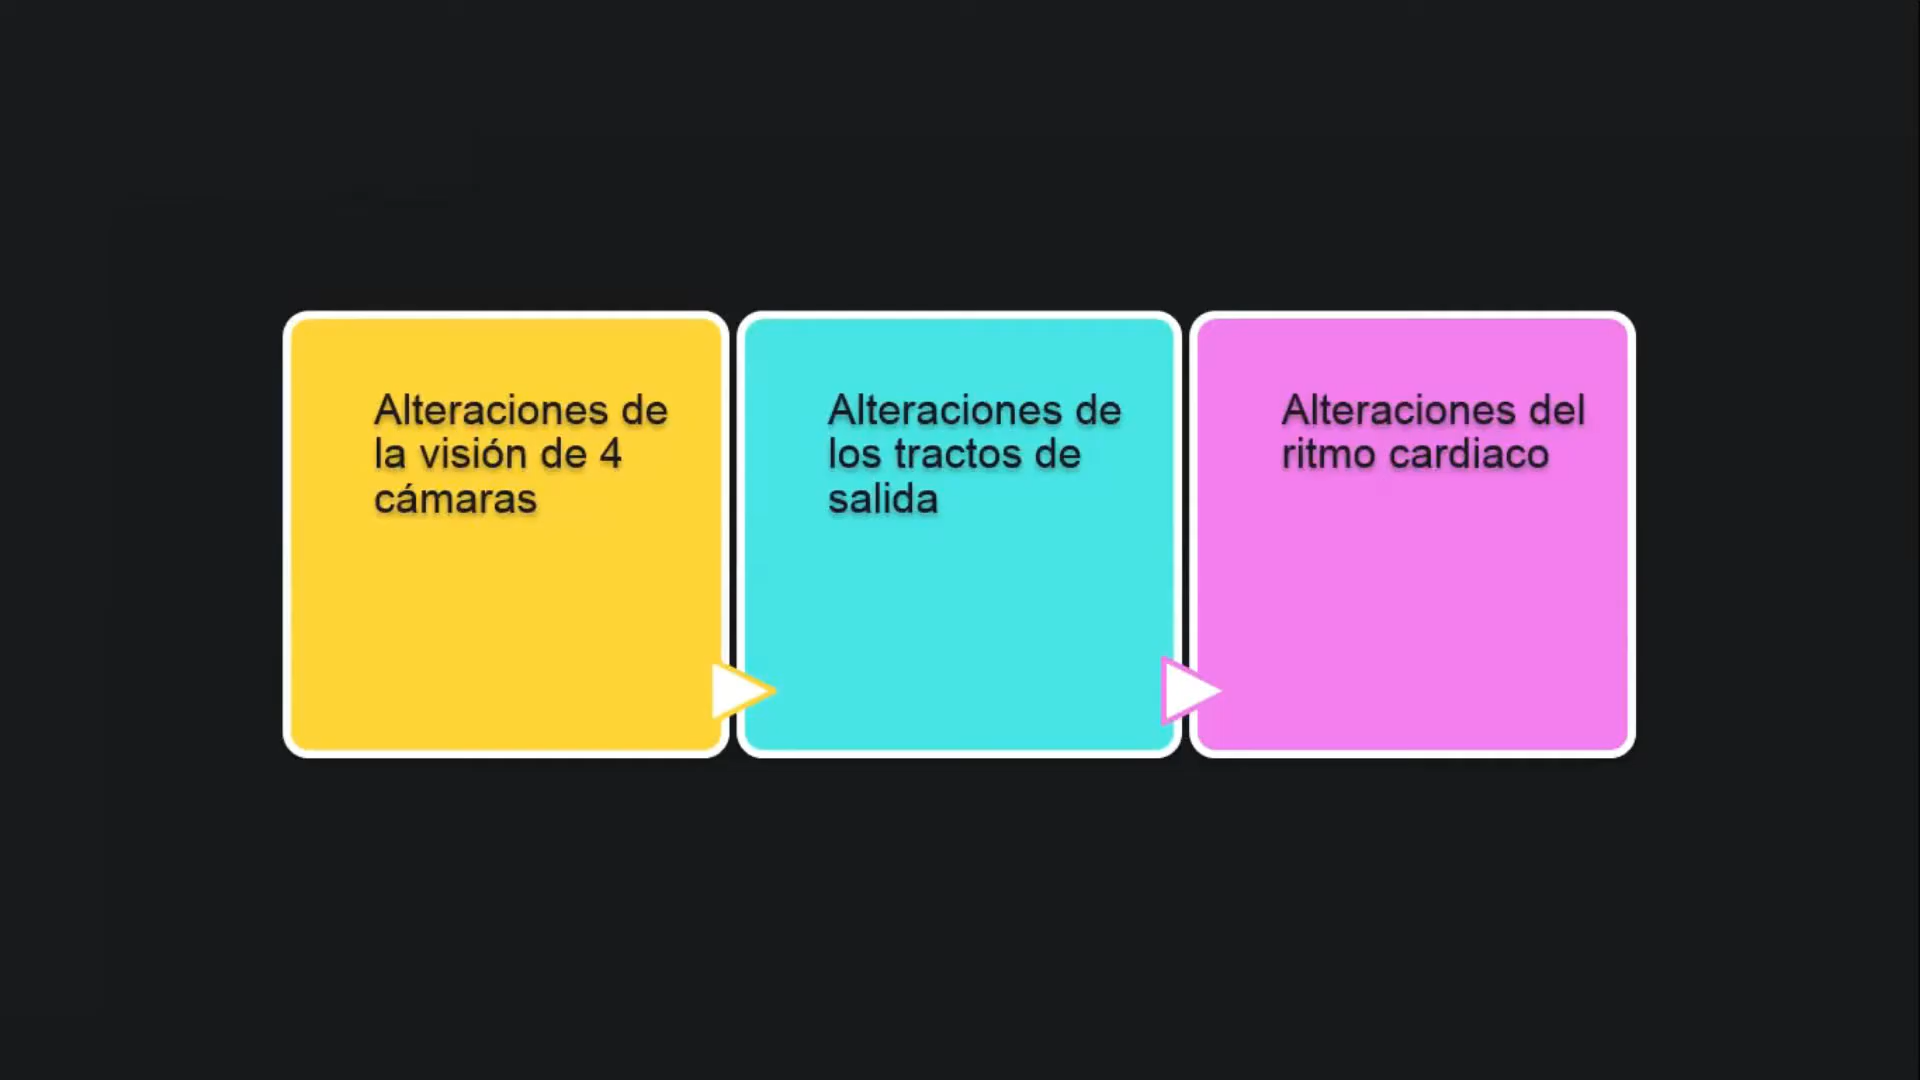 Alteraciones de
la visión de 4
cámaras
Alteraciones de
los tractos de
salida
Alteraciones del
ritmo cardiaco